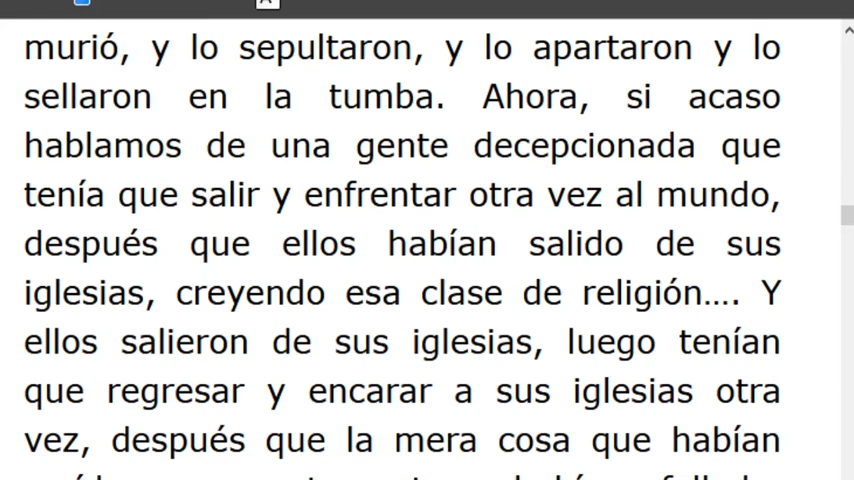 murió, y lo sepultaron, y lo apartaron y lo
sellaron en la tumba. Ahora, si acaso
hablamos de una gente decepcionada que
tenía que salir y enfrentar otra vez al mundo,
después que ellos habían salido de sus
iglesias, creyendo esa clase de religión…. Y
ellos salieron de sus iglesias, luego tenían
que regresar y encarar a sus iglesias otra
vez, después que la mera cosa que habían